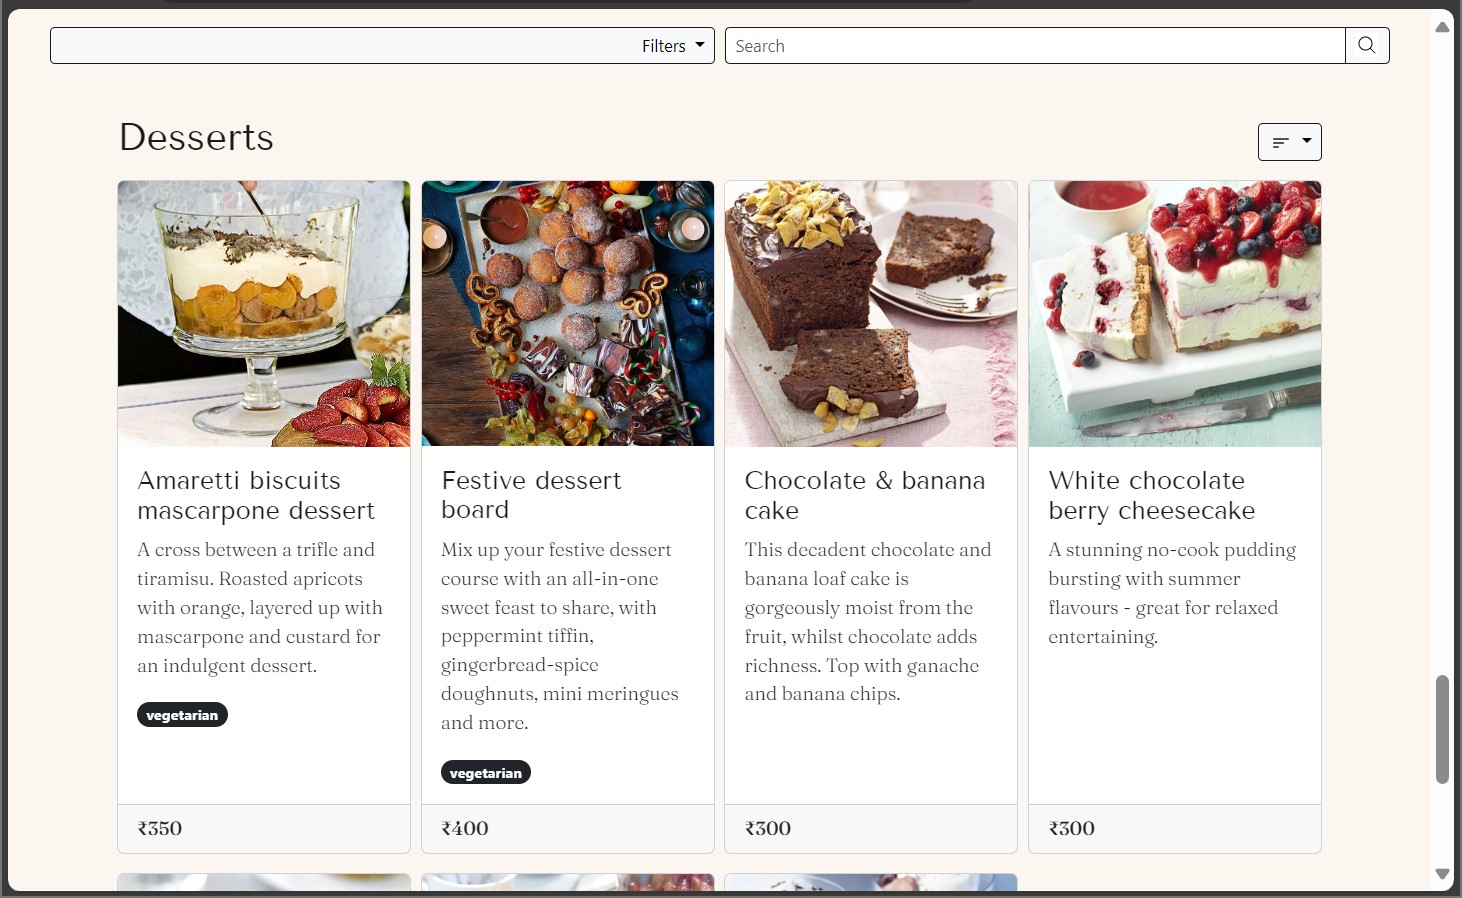 Filters
Search
Desserts
Amaretti biscuits
mascarpone dessert
A cross between a trifle and
tiramisu. Roasted apricots
with orange, layered up with
mascarpone and custard for
an indulgent dessert.
vegetarian
₹350
Festive dessert
board
Mix up your festive dessert
course with an all-in-one
sweet feast to share, with
peppermint tiffin,
gingerbread-spice
doughnuts, mini meringues
and more.
vegetarian
₹400
Chocolate & banana
cake
This decadent chocolate and
banana loaf cake is
gorgeously moist from the
fruit, whilst chocolate adds
richness. Top with ganache
and banana chips.
₹300
White chocolate
berry cheesecake
A stunning no-cook pudding
bursting with summer
flavours - great for relaxed
entertaining.
₹300